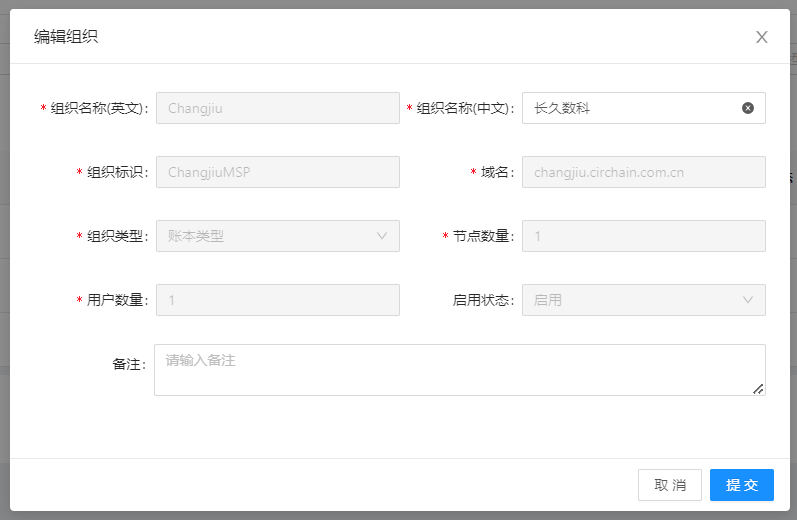 编辑组织
* 组织名称(英文): Changjiu * 组织名称(中文): 长久数科
* 组织标识: ChangjiuMSP * 域名: changjiu.circhain.com.cn
* 组织类型: 账本类型 * 节点数量: 1
* 用户数量: 1 启用状态: 启用
备注: 请输入备注
取 消 提 交